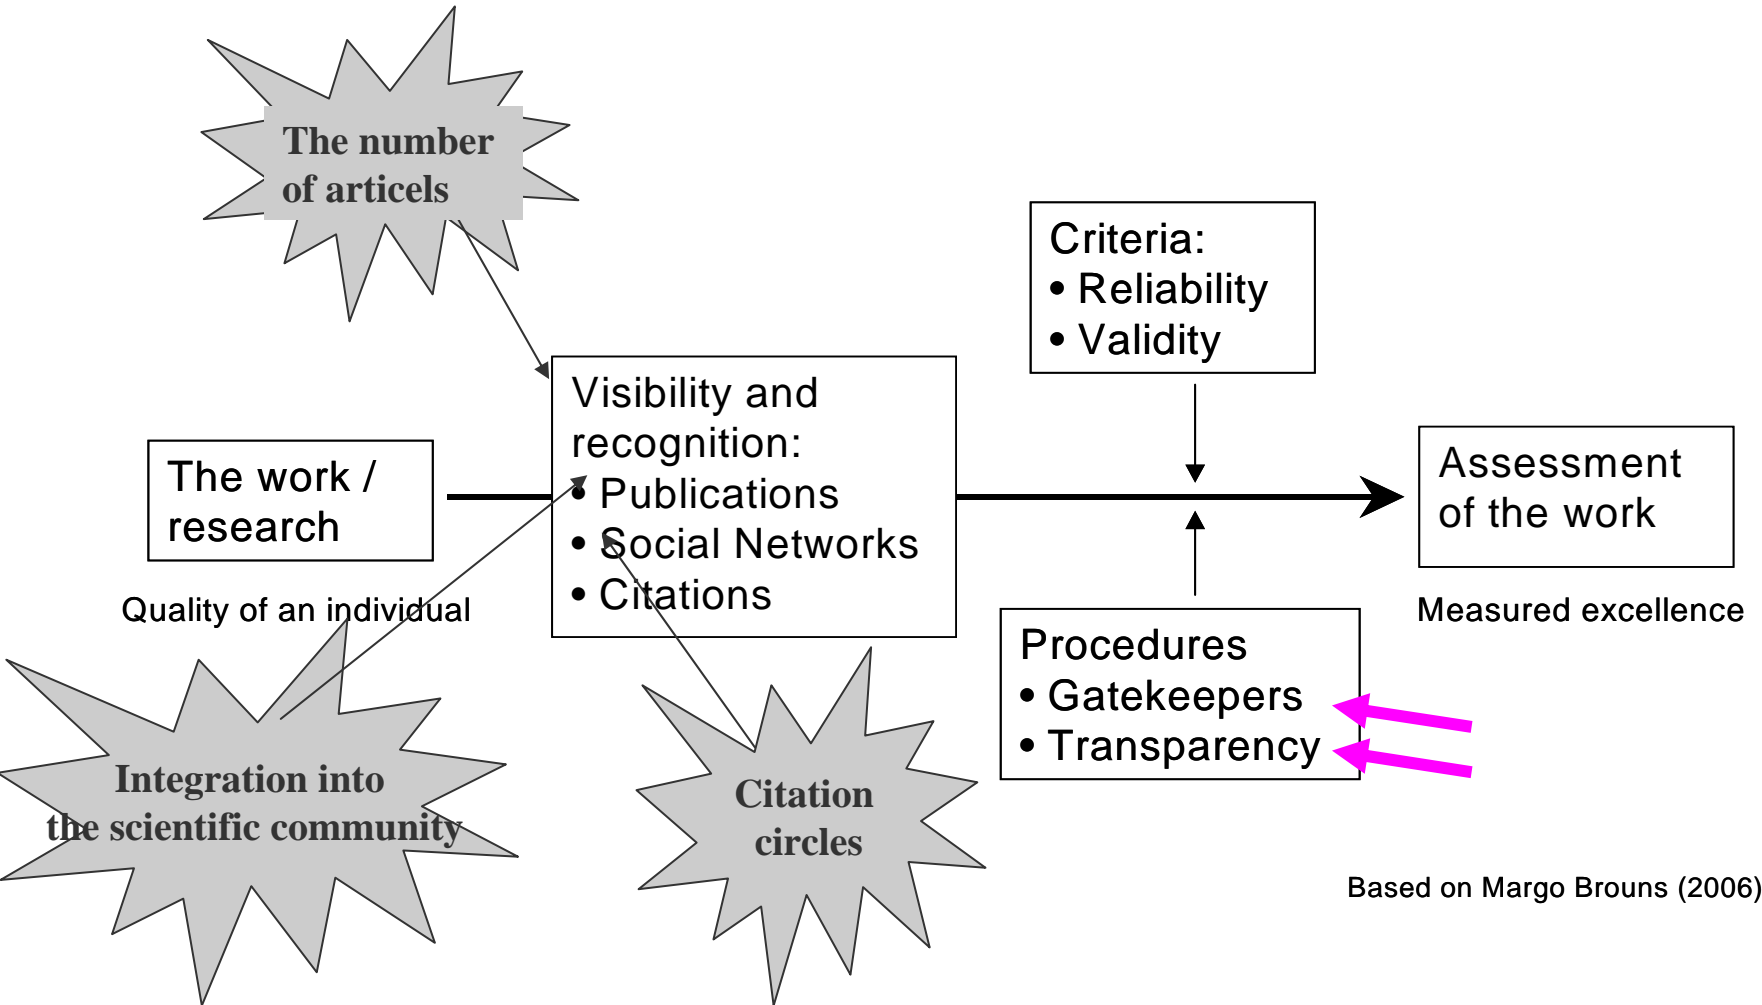 The number
of articels
Criteria:
• Reliability
• Validity
Visibility and
recognition:
• Publications
• Social Networks
• Citations
The work /
research
Quality of an individual
Assessment
of the work
Measured excellence
Procedures
• Gatekeepers
• Transparency
Integration into
the scientific community
Citation
circles
Based on Margo Brouns (2006)